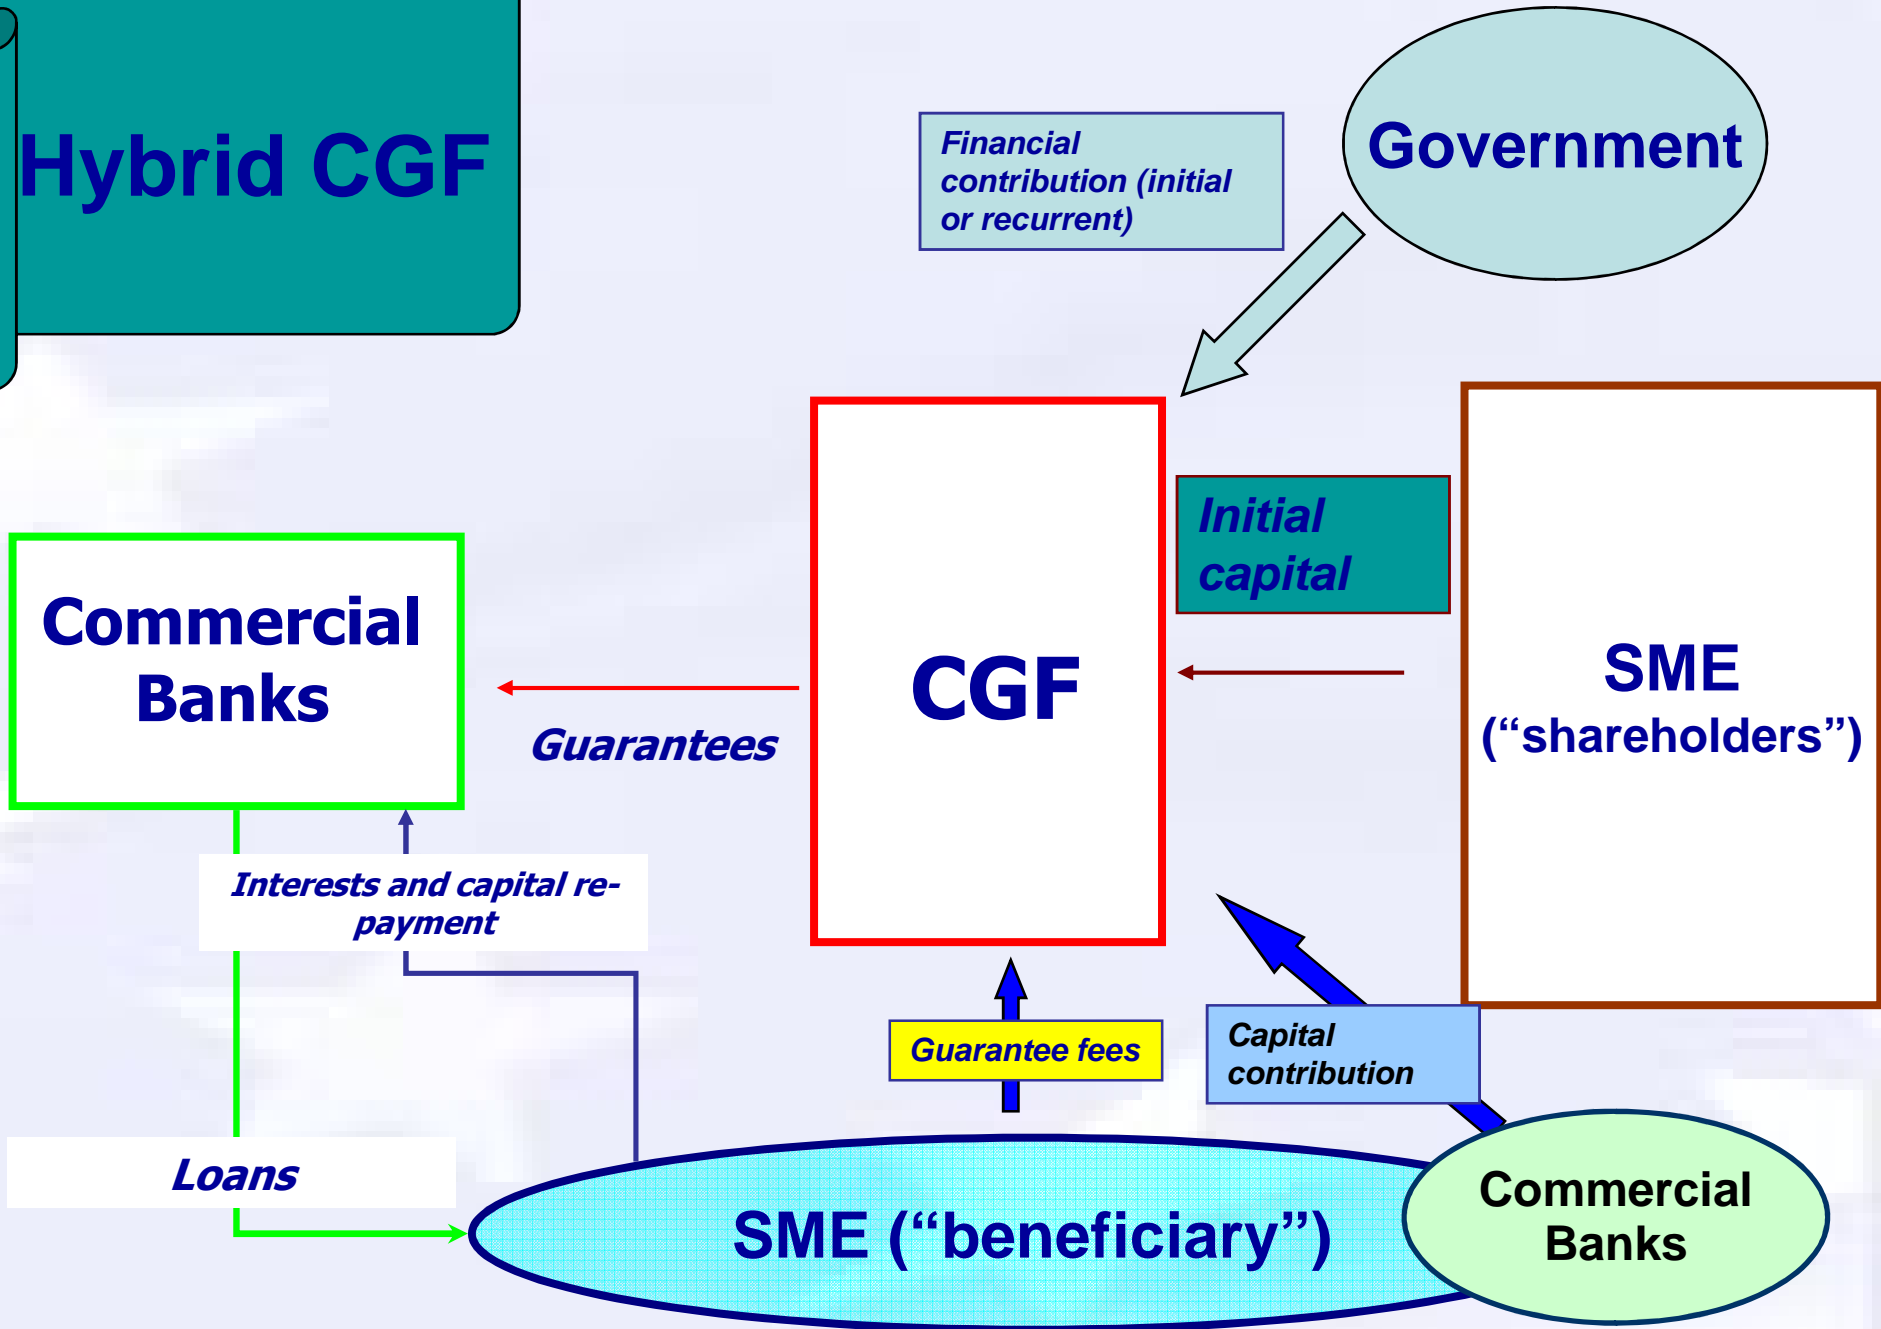 Hybrid CGF
Government
Financial
contribution (initial
or recurrent)
Initial
capital
Commercial
Banks
CGF
SME
(“shareholders”)
Guarantees
Interests and capital re-
payment
Guarantee fees
Capital
contribution
Loans
SME (“beneficiary”)
Commercial
Banks